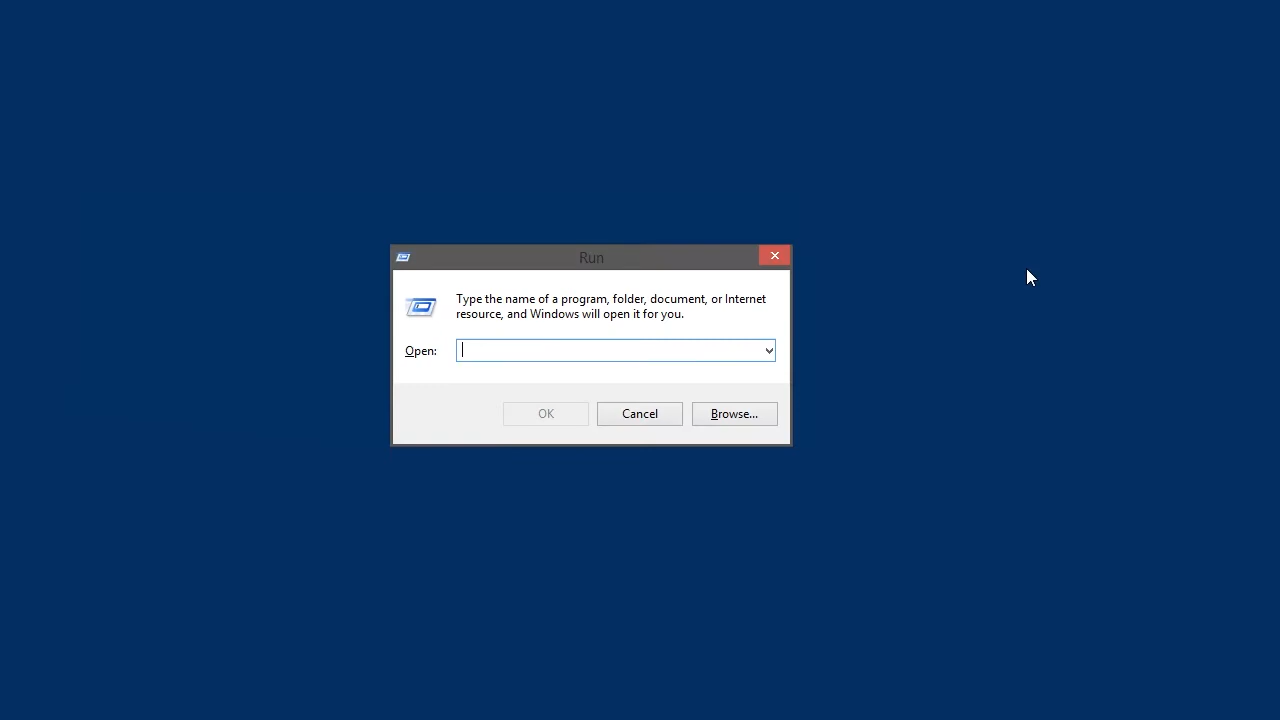 Run
Type the name of a program, folder, document, or Internet
resource, and Windows will open it for you.
Open:
OK
Cancel
Browse...